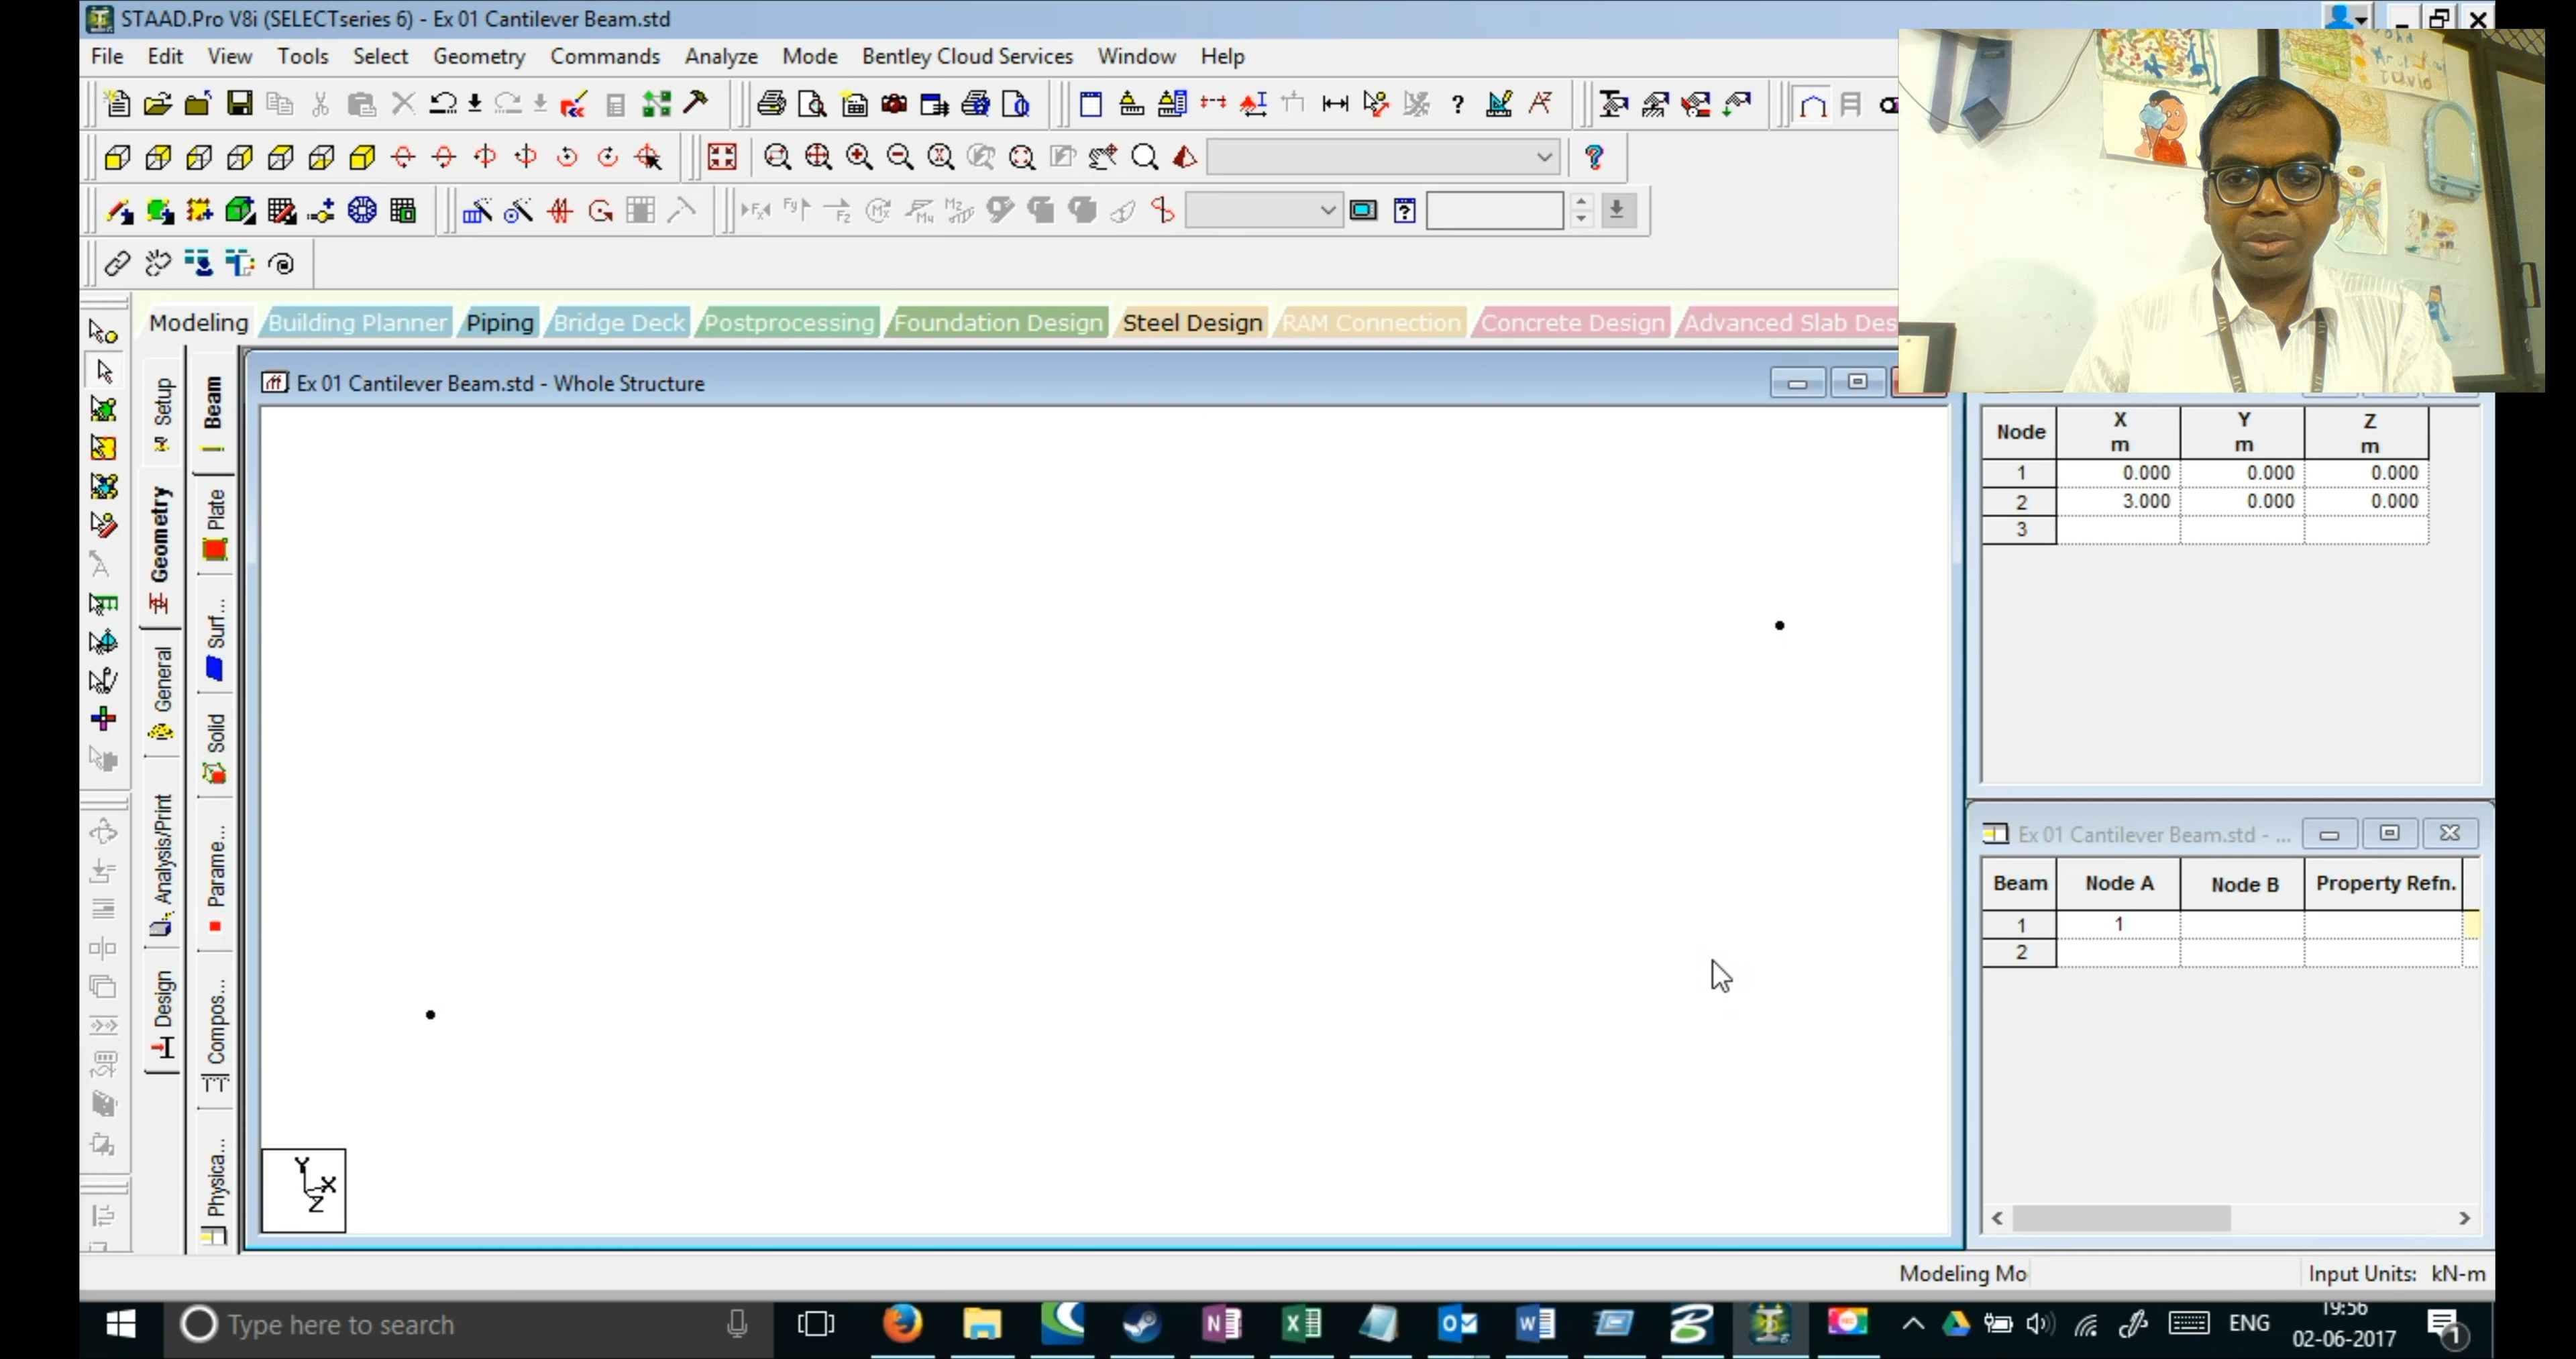 STAAD.Pro V8i (SELECTseries 6) - Ex 01 Cantilever Beam.std
File Edit View Tools Select Geometry Commands Analyze Mode Bentley Cloud Services Window Help
Modeling Building Planner Piping Bridge Deck Postprocessing Foundation Design Steel Design RAM Connection Concrete Design Advanced Slab Des
Setup
Geometry
General
Analysis/Print
Design
Beam
Plate
Surf...
Solid
Parame...
Compos...
Physica...
Ex 01 Cantilever Beam.std - Whole Structure
Y
X
Z
Node X Y Z
m m m
1 0.000 0.000 0.000
2 3.000 0.000 0.000
3
Ex 01 Cantilever Beam.std - ...
Beam Node A Node B Property Refn.
1 1
2
Modeling Mo Input Units: kN-m
Type here to search
ENG
19:56
02-06-2017
1